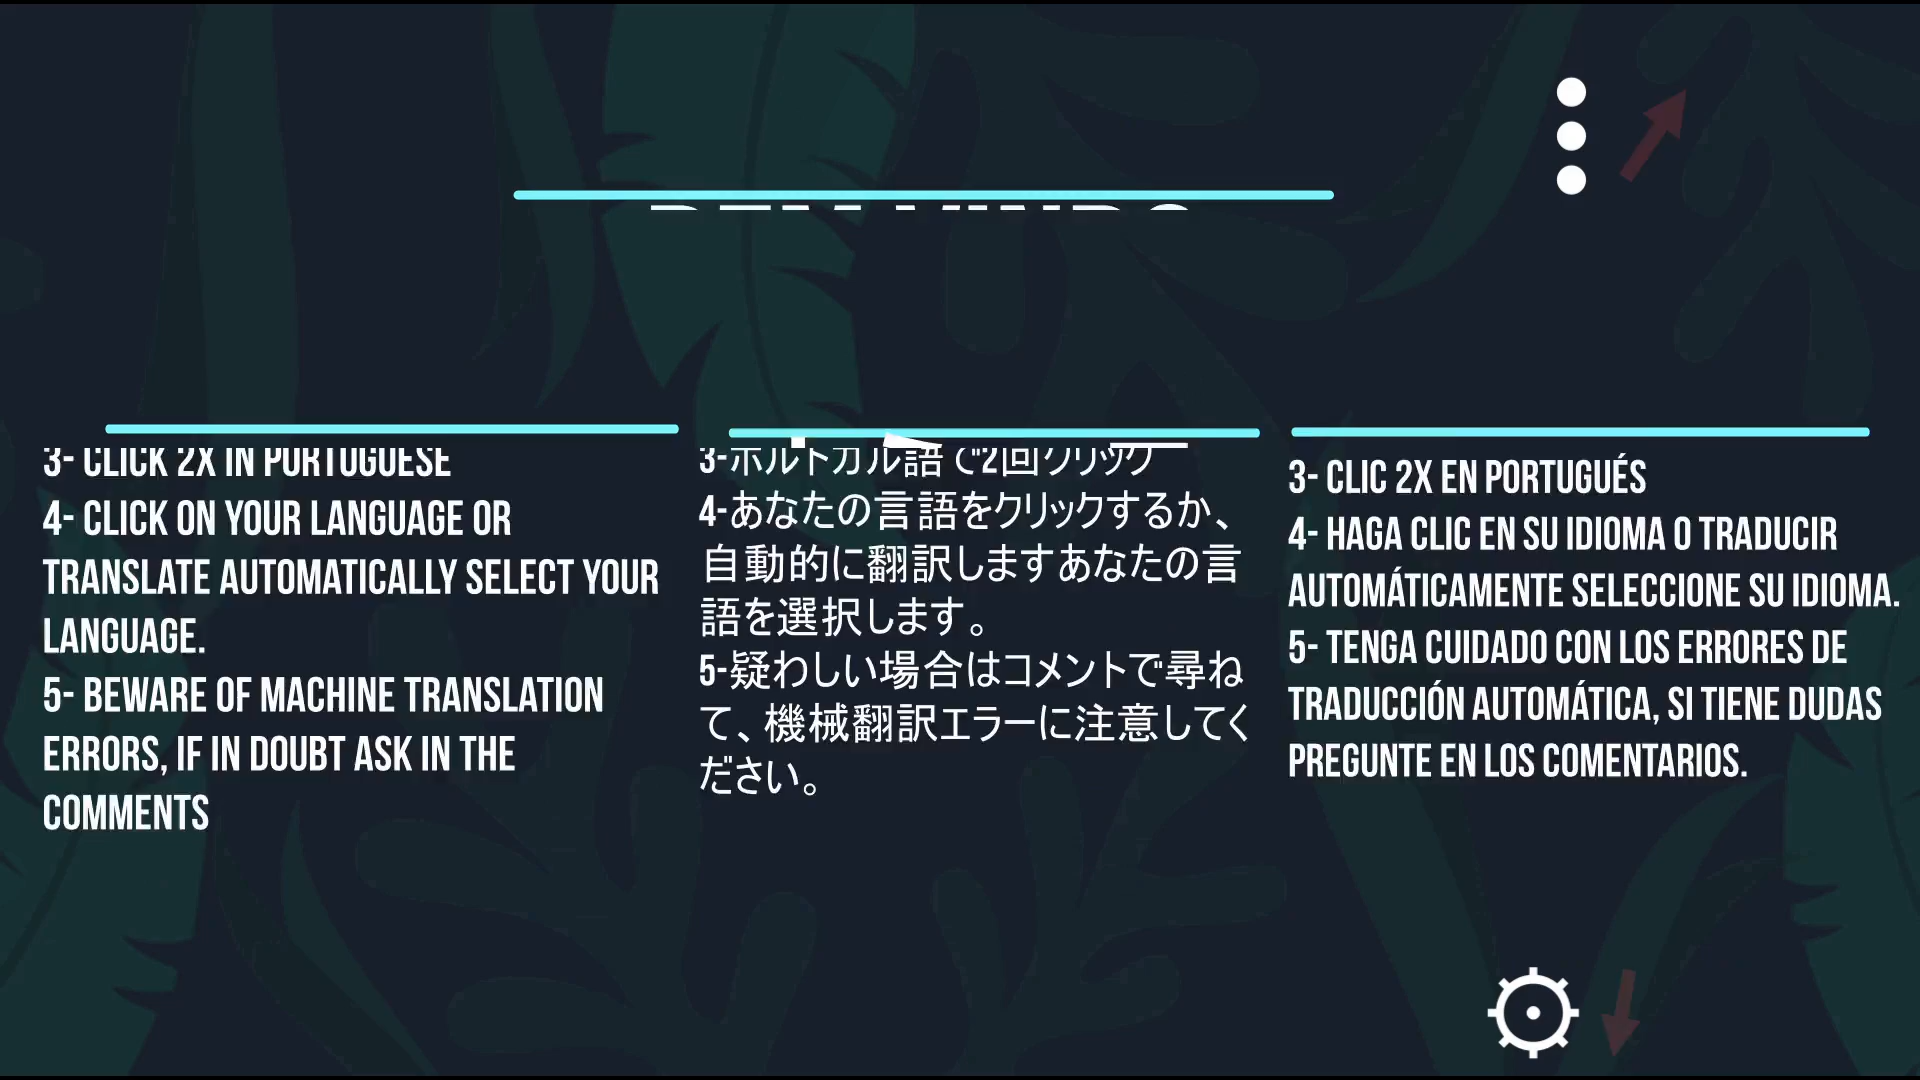 3- CLICK 2X IN PORTUGUESE
4- CLICK ON YOUR LANGUAGE OR
TRANSLATE AUTOMATICALLY SELECT YOUR
LANGUAGE.
5- BEWARE OF MACHINE TRANSLATION
ERRORS, IF IN DOUBT ASK IN THE
COMMENTS
3-ポルトガル語で2回クリック
4-あなたの言語をクリックするか、
自動的に翻訳しますあなたの言
語を選択します。
5-疑わしい場合はコメントで尋ね
て、機械翻訳エラーに注意してく
ださい。
3- CLIC 2X EN PORTUGUÉS
4- HAGA CLIC EN SU IDIOMA O TRADUCIR
AUTOMÁTICAMENTE SELECCIONE SU IDIOMA.
5- TENGA CUIDADO CON LOS ERRORES DE
TRADUCCIÓN AUTOMÁTICA, SI TIENE DUDAS
PREGUNTE EN LOS COMENTARIOS.